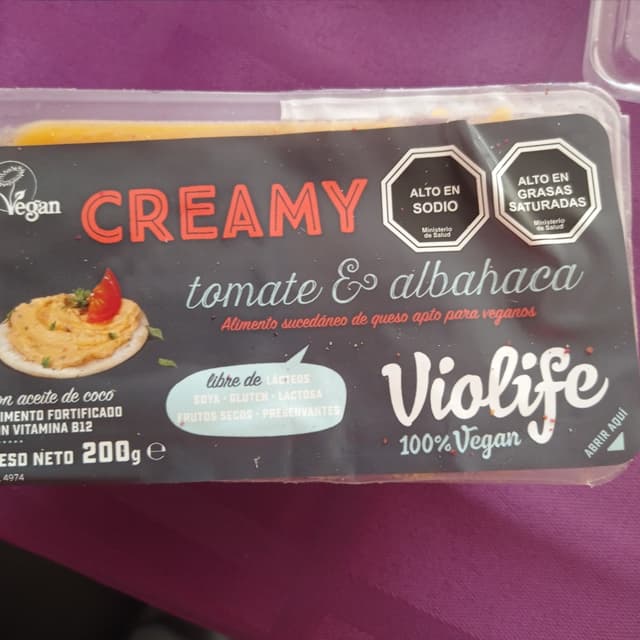 Vegan
CREAMY
ALTO EN
SODIO
Ministerio
de Salud
ALTO EN
GRASAS
SATURADAS
Ministerio
de Salud
tomate & albahaca
Alimento sucedáneo de queso apto para veganos
libre de LÁCTEOS
SOYA · GLUTEN · LACTOSA
FRUTOS SECOS · PRESERVANTES
Violife
100% Vegan
ABRIR AQUÍ
on aceite de coco
IMENTO FORTIFICADO
N VITAMINA B12
ESO NETO 200g e
4974